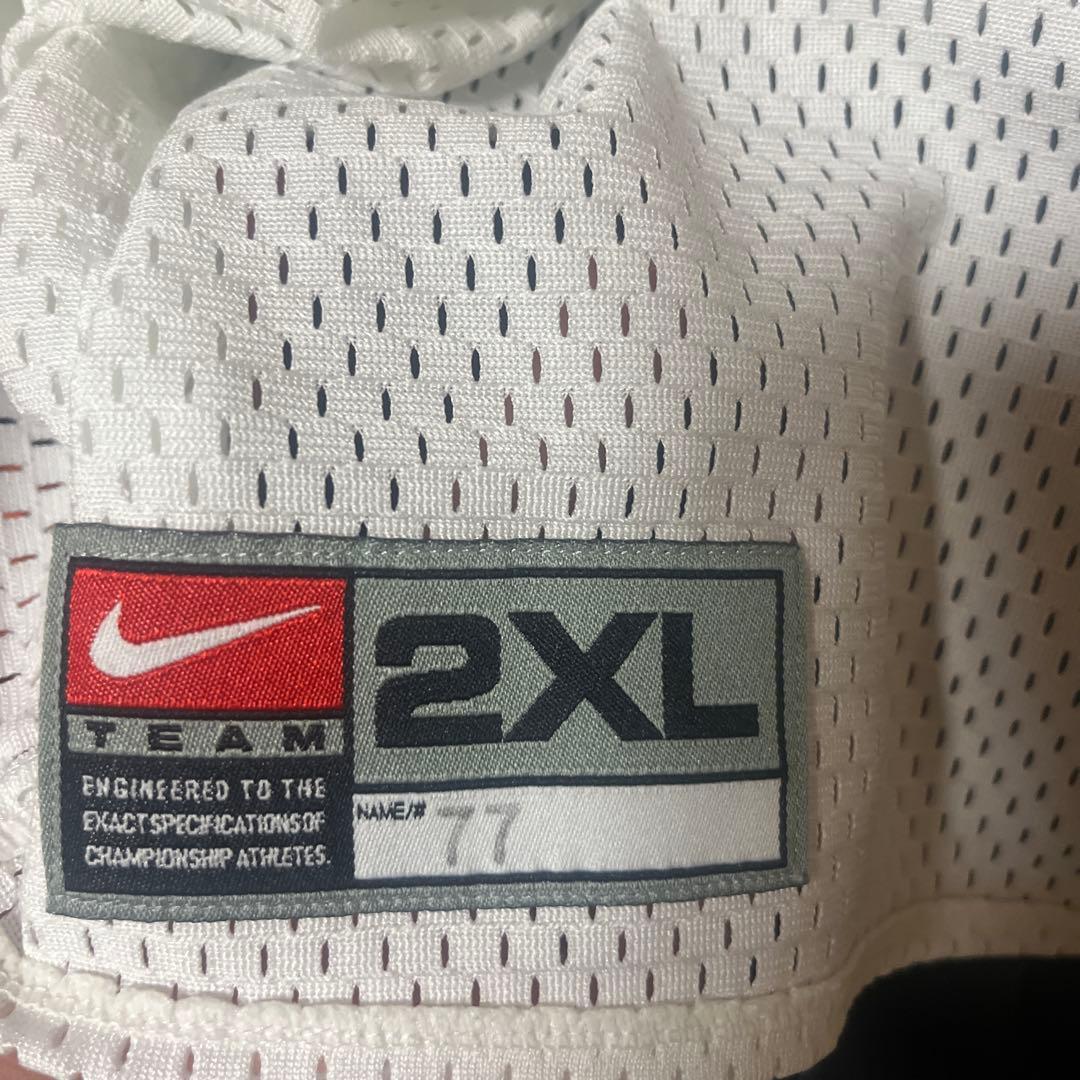 TEAM
ENGINEERED TO THE
EXACT SPECIFICATIONS OF
CHAMPIONSHIP ATHLETES.
2XL
NAME/# 77